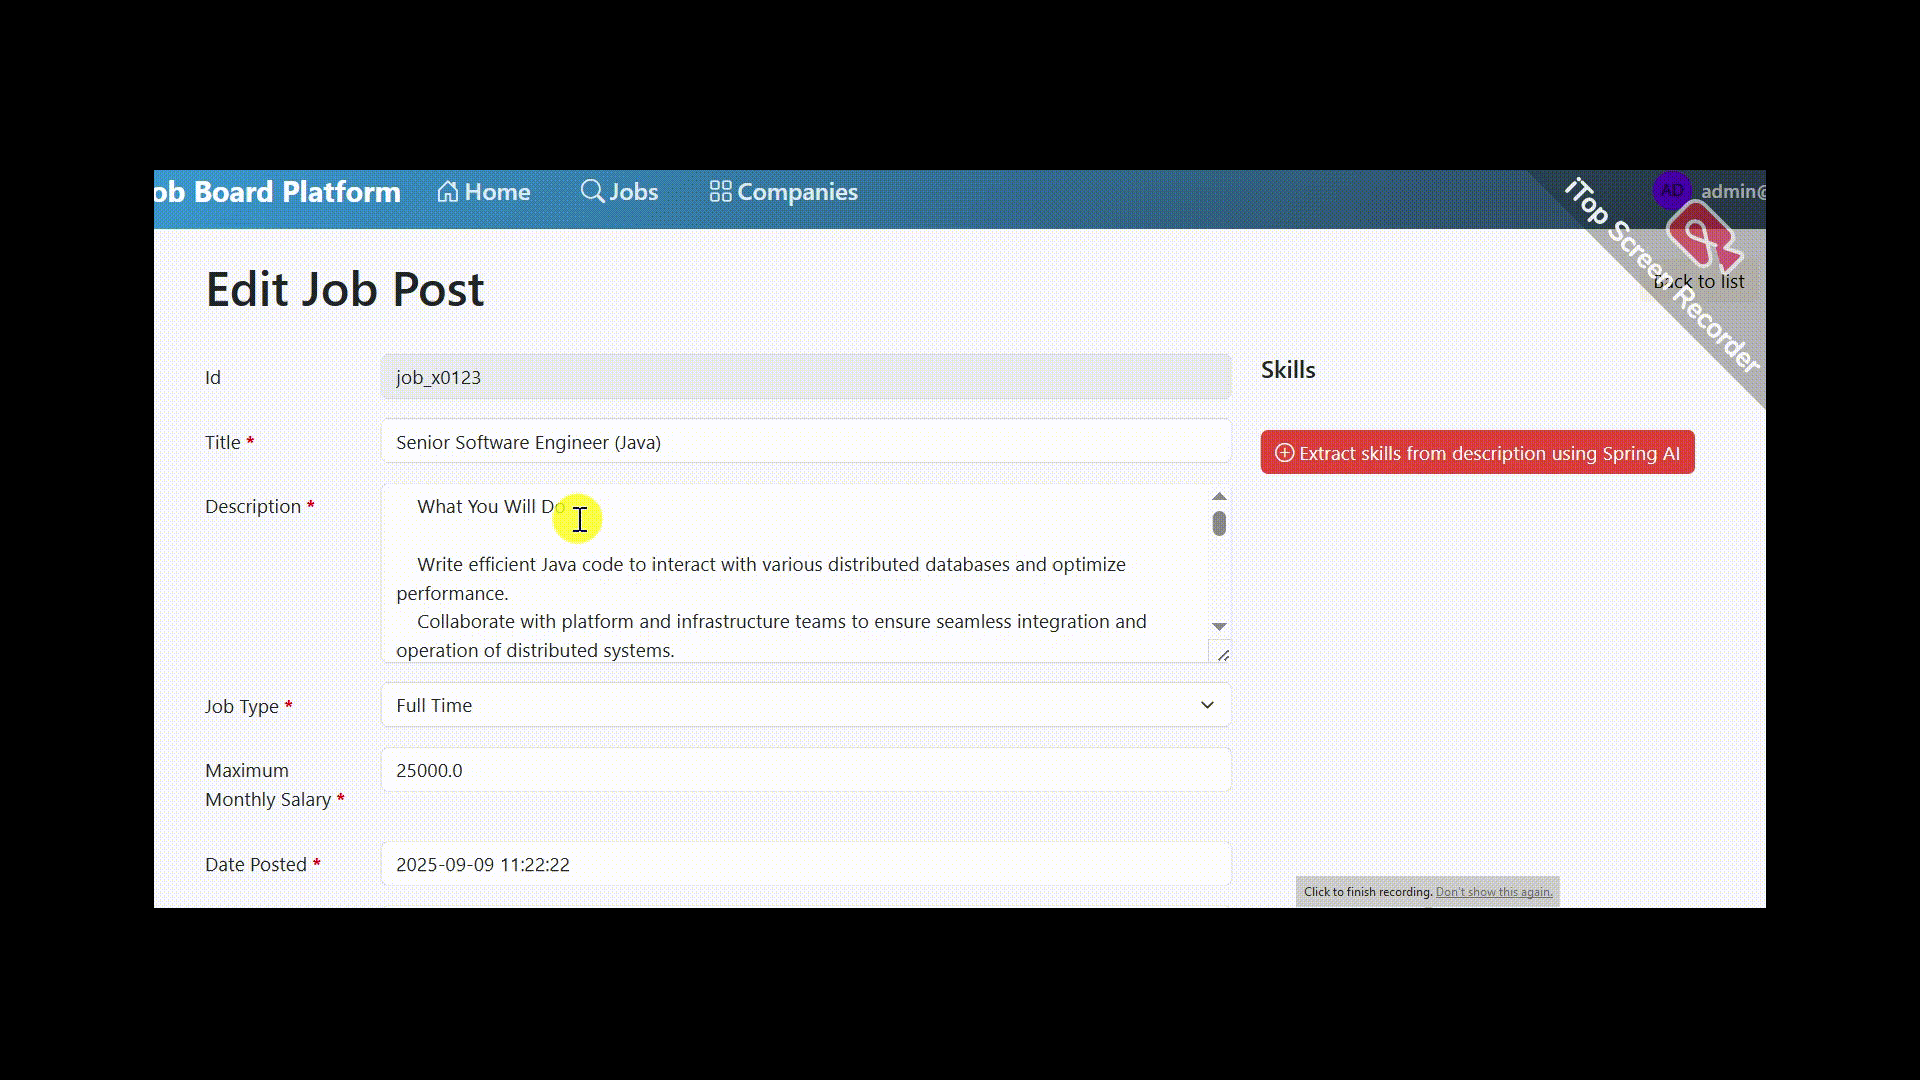 ob Board Platform
Home
Jobs
Companies
AD
admin@
iTop Screen Recorder
Edit Job Post
Back to list
Id
job_x0123
Skills
Title *
Senior Software Engineer (Java)
Extract skills from description using Spring AI
Description *
What You Will Do
Write efficient Java code to interact with various distributed databases and optimize
performance.
Collaborate with platform and infrastructure teams to ensure seamless integration and
operation of distributed systems.
Job Type *
Full Time
Maximum
Monthly Salary *
25000.0
Date Posted *
2025-09-09 11:22:22
Click to finish recording. Don't show this again.